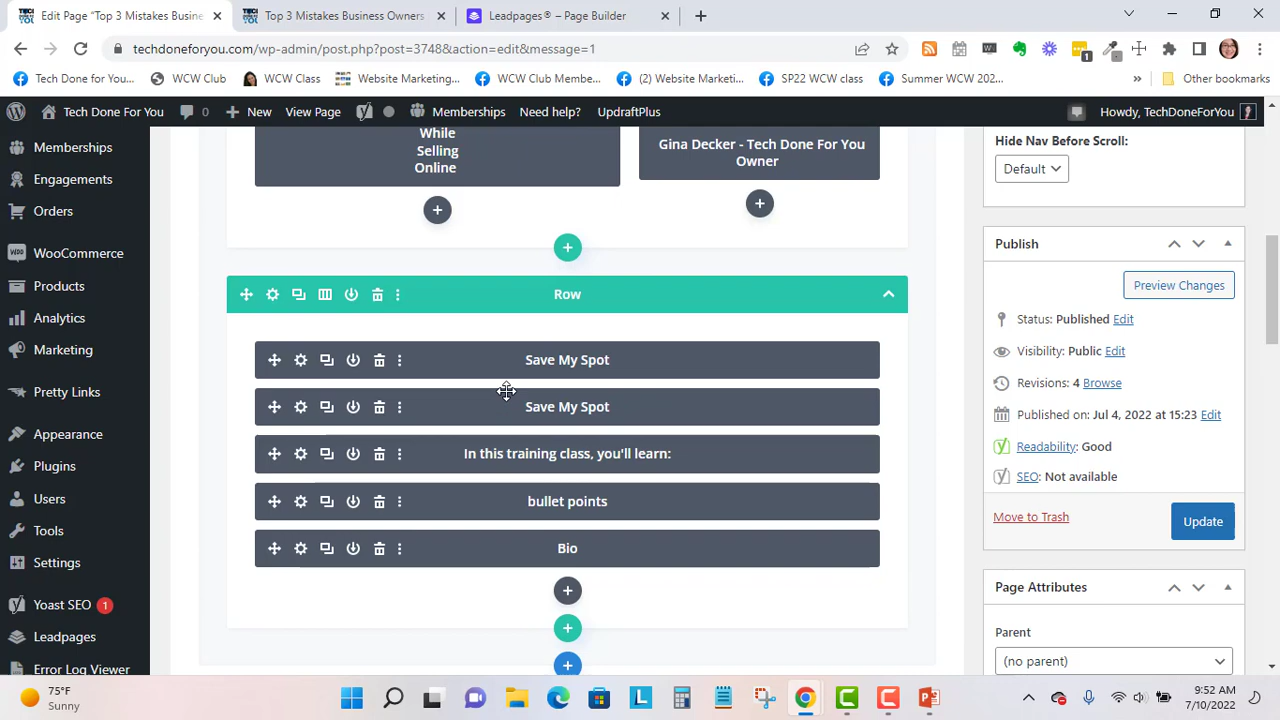 Edit Page "Top 3 Mistakes Busine
Top 3 Mistakes Business Owners
Leadpages® – Page Builder
techdoneforyou.com/wp-admin/post.php?post=3748&action=edit&message=1
Tech Done for You...
WCW Club
WCW Class
Website Marketing...
WCW Club Membe...
(2) Website Marketi...
SP22 WCW class
Summer WCW 202...
»
Other bookmarks
Tech Done For You
0
New
View Page
Memberships
Need help?
UpdraftPlus
Howdy, TechDoneForYou
Memberships
Engagements
Orders
WooCommerce
Products
Analytics
Marketing
Pretty Links
Appearance
Plugins
Users
Tools
Settings
Yoast SEO 1
Leadpages
Error Log Viewer
While
Selling
Online
Gina Decker - Tech Done For You
Owner
Row
Save My Spot
Save My Spot
In this training class, you'll learn:
bullet points
Bio
Hide Nav Before Scroll:
Default
Publish
Preview Changes
Status: Published Edit
Visibility: Public Edit
Revisions: 4 Browse
Published on: Jul 4, 2022 at 15:23 Edit
Readability: Good
SEO: Not available
Move to Trash
Update
Page Attributes
Parent
(no parent)
75°F
Sunny
9:52 AM
7/10/2022